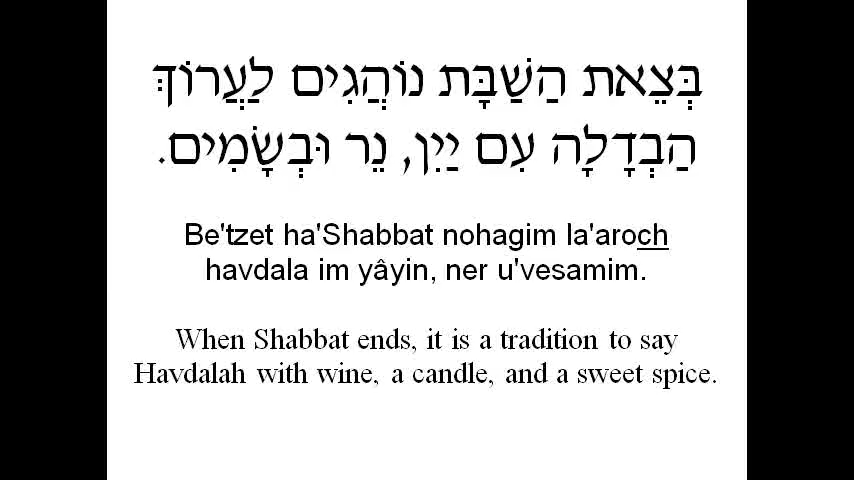 בְּצֵאת הַשַּׁבָּת נוֹהֲגִים לַעֲרוֹךְ
הַבְדָלָה עִם יַיִן, נֵר וּבְשָׂמִים.
Be'tzet ha'Shabbat nohagim la'aroch
havdala im yâyin, ner u'vesamim.
When Shabbat ends, it is a tradition to say
Havdalah with wine, a candle, and a sweet spice.